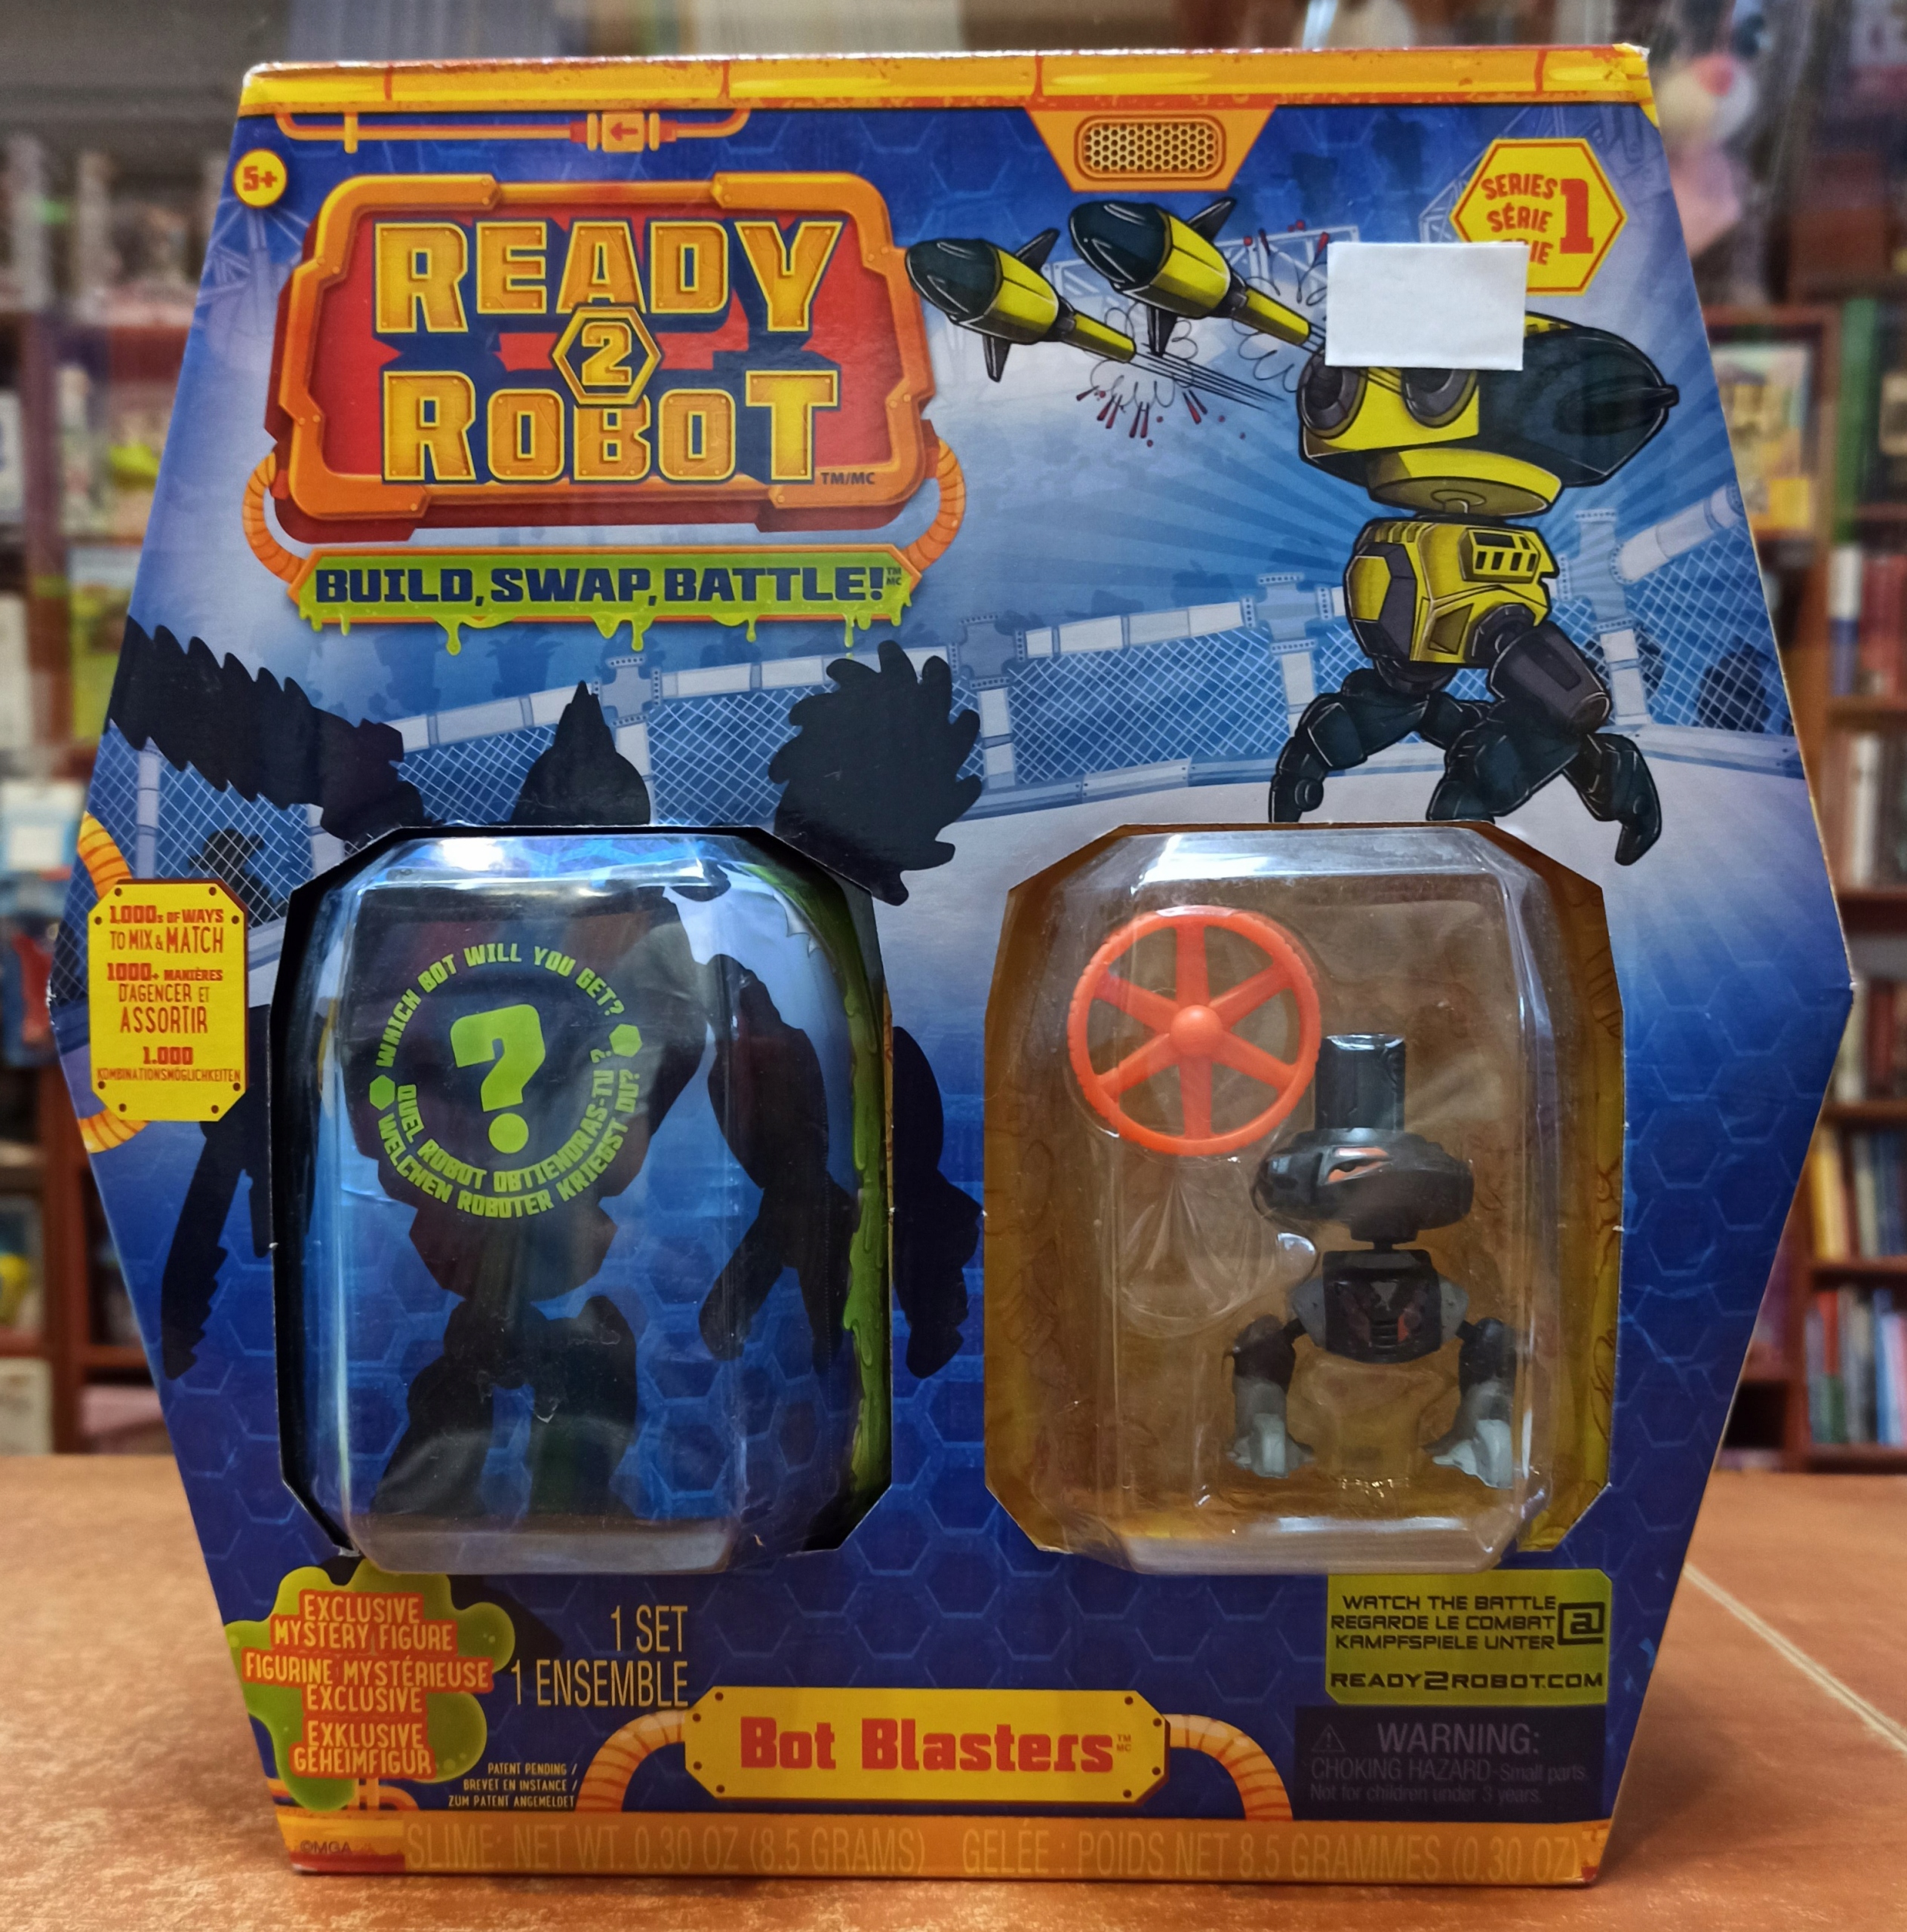 5+
READY
2
ROBOT
TM/MC
BUILD, SWAP, BATTLE!™
MC
SERIES
SÉRIE
1
1,000s OF WAYS
TO MIX & MATCH
1000+ MANIÈRES
D'AGENCER ET
ASSORTIR
1.000
KOMBINATIONSMÖGLICHKEITEN
WHICH BOT WILL YOU GET?
?
QUEL ROBOT OBTIENDRAS-TU?
WELCHEN ROBOTER KRIEGST DU?
EXCLUSIVE
MYSTERY FIGURE
FIGURINE MYSTÉRIEUSE
EXCLUSIVE
EXKLUSIVE
GEHEIMFIGUR
1 SET
1 ENSEMBLE
PATENT PENDING /
BREVET EN INSTANCE /
ZUM PATENT ANGEMELDET
Bot Blasters™
MC
WATCH THE BATTLE
REGARDE LE COMBAT @
KAMPFSPIELE UNTER
READY2ROBOT.COM
WARNING:
CHOKING HAZARD-Small parts.
Not for children under 3 years.
©MGA
SLIME: NET WT. 0.30 OZ (8.5 GRAMS) GELÉE : POIDS NET 8.5 GRAMMES (0.30 OZ)